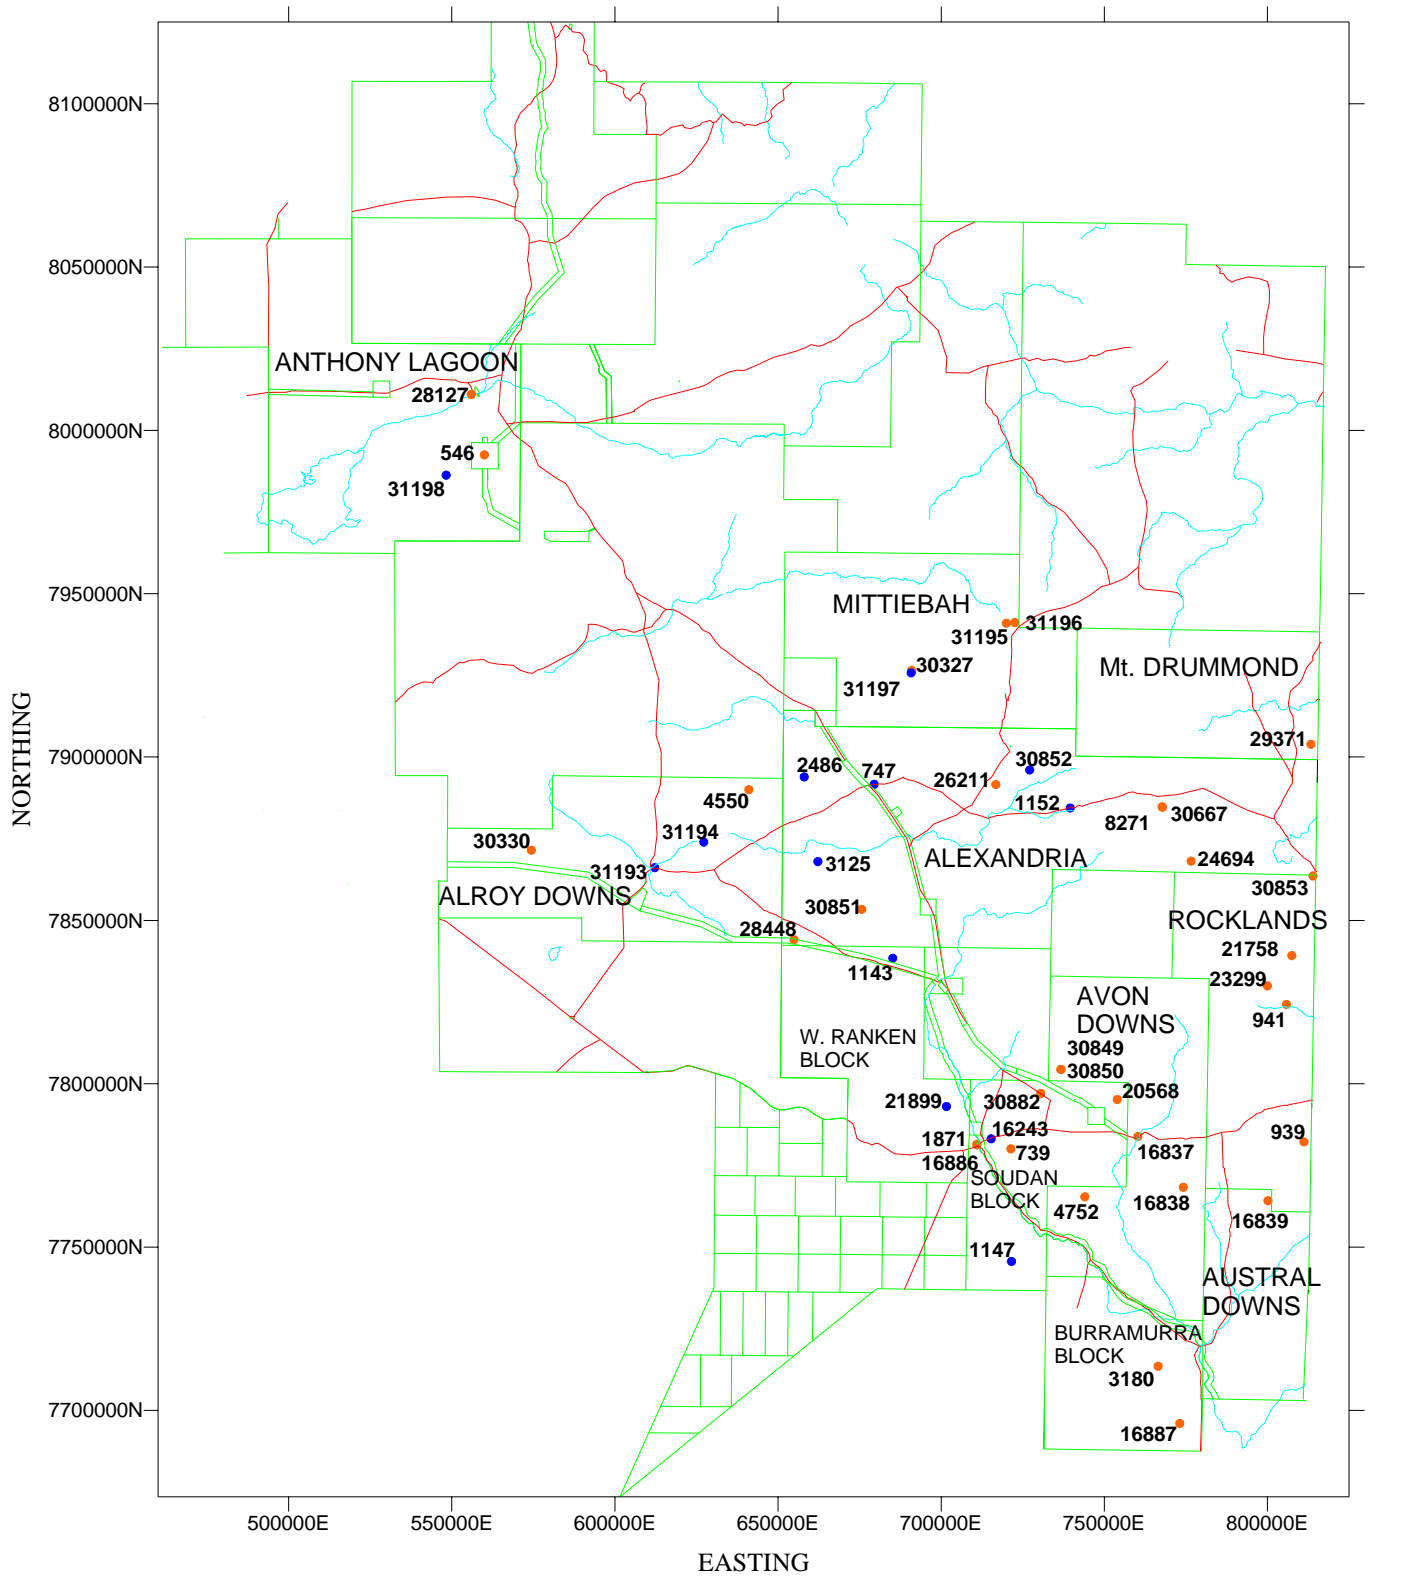 8100000N
8050000N
ANTHONY LAGOON
28127
8000000N
546
31198
7950000N
MITTIEBAH
31196
31195
30327
Mt. DRUMMOND
31197
NORTHING
29371
7900000N
30852
2486
747
26211
4550
1152
30667
8271
31194
30330
24694
3125
ALEXANDRIA
31193
30853
ALROY DOWNS
30851
ROCKLANDS
7850000N
28448
21758
1143
23299
AVON
DOWNS
941
W. RANKEN
BLOCK
30849
30850
7800000N
20568
21899
30882
16243
1871
939
739
16837
16886
SOUDAN
BLOCK
16838
4752
16839
7750000N
1147
AUSTRAL
DOWNS
BURRAMURRA
BLOCK
3180
7700000N
16887
500000E
550000E
600000E
650000E
700000E
750000E
800000E
EASTING